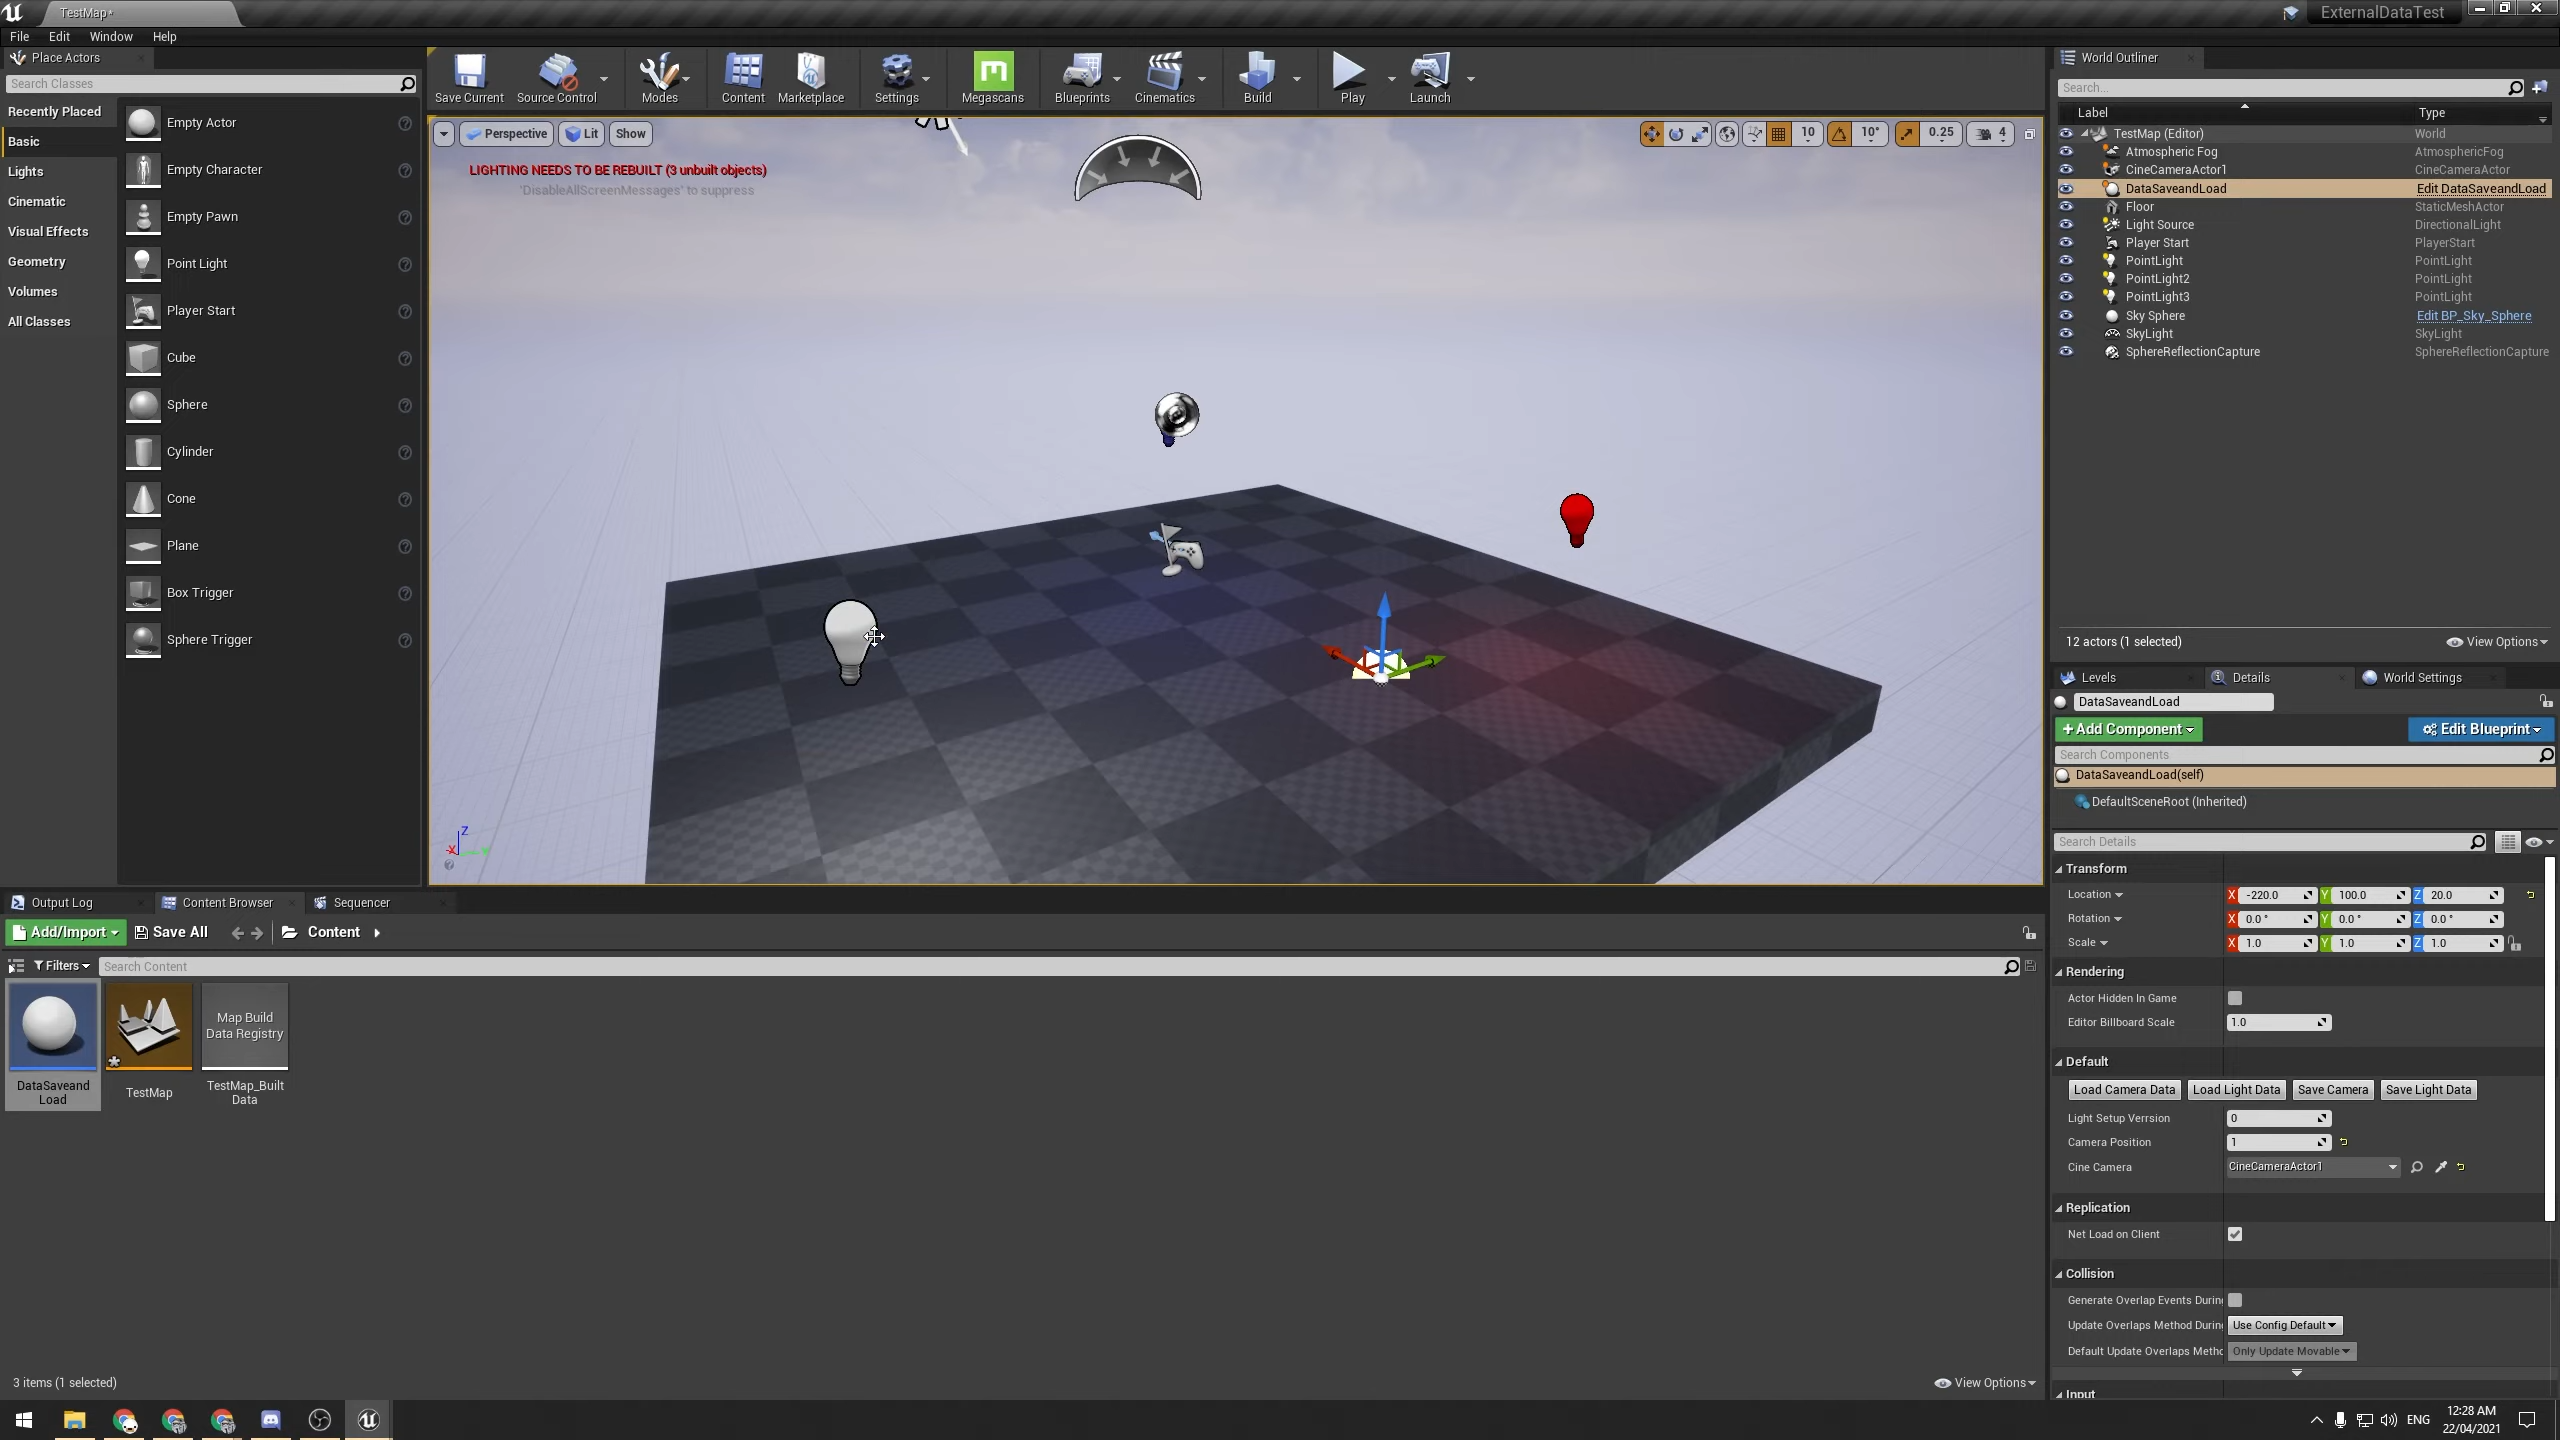 TestMap*
ExternalDataTest
File Edit Window Help
Place Actors
Search Classes
Recently Placed
Basic
Lights
Cinematic
Visual Effects
Geometry
Volumes
All Classes
Empty Actor
Empty Character
Empty Pawn
Point Light
Player Start
Cube
Sphere
Cylinder
Cone
Plane
Box Trigger
Sphere Trigger
Save Current Source Control Modes Content Marketplace Settings Megascans Blueprints Cinematics Build Play Launch
Perspective Lit Show
10 10° 0.25 4
LIGHTING NEEDS TO BE REBUILT (3 unbuilt objects)
'DisableAllScreenMessages' to suppress
Z
X
Y
World Outliner
Search...
Label Type
TestMap (Editor) World
Atmospheric Fog AtmosphericFog
CineCameraActor1 CineCameraActor
DataSaveandLoad Edit DataSaveandLoad
Floor StaticMeshActor
Light Source DirectionalLight
Player Start PlayerStart
PointLight PointLight
PointLight2 PointLight
PointLight3 PointLight
Sky Sphere Edit BP_Sky_Sphere
SkyLight SkyLight
SphereReflectionCapture SphereReflectionCapture
12 actors (1 selected) View Options
Levels Details World Settings
DataSaveandLoad
+Add Component Edit Blueprint
Search Components
DataSaveandLoad(self)
DefaultSceneRoot (Inherited)
Search Details
Transform
Location X -220.0 Y 100.0 Z 20.0
Rotation X 0.0 ° Y 0.0 ° Z 0.0 °
Scale X 1.0 Y 1.0 Z 1.0
Rendering
Actor Hidden In Game
Editor Billboard Scale 1.0
Default
Load Camera Data Load Light Data Save Camera Save Light Data
Light Setup Verrsion 0
Camera Position 1
Cine Camera CineCameraActor1
Replication
Net Load on Client
Collision
Generate Overlap Events During
Update Overlaps Method During Use Config Default
Default Update Overlaps Metho Only Update Movable
Input
Output Log Content Browser Sequencer
Add/Import Save All Content
Filters Search Content
Map Build
Data Registry
DataSaveand
Load
TestMap
TestMap_Built
Data
3 items (1 selected) View Options
ENG
12:28 AM
22/04/2021